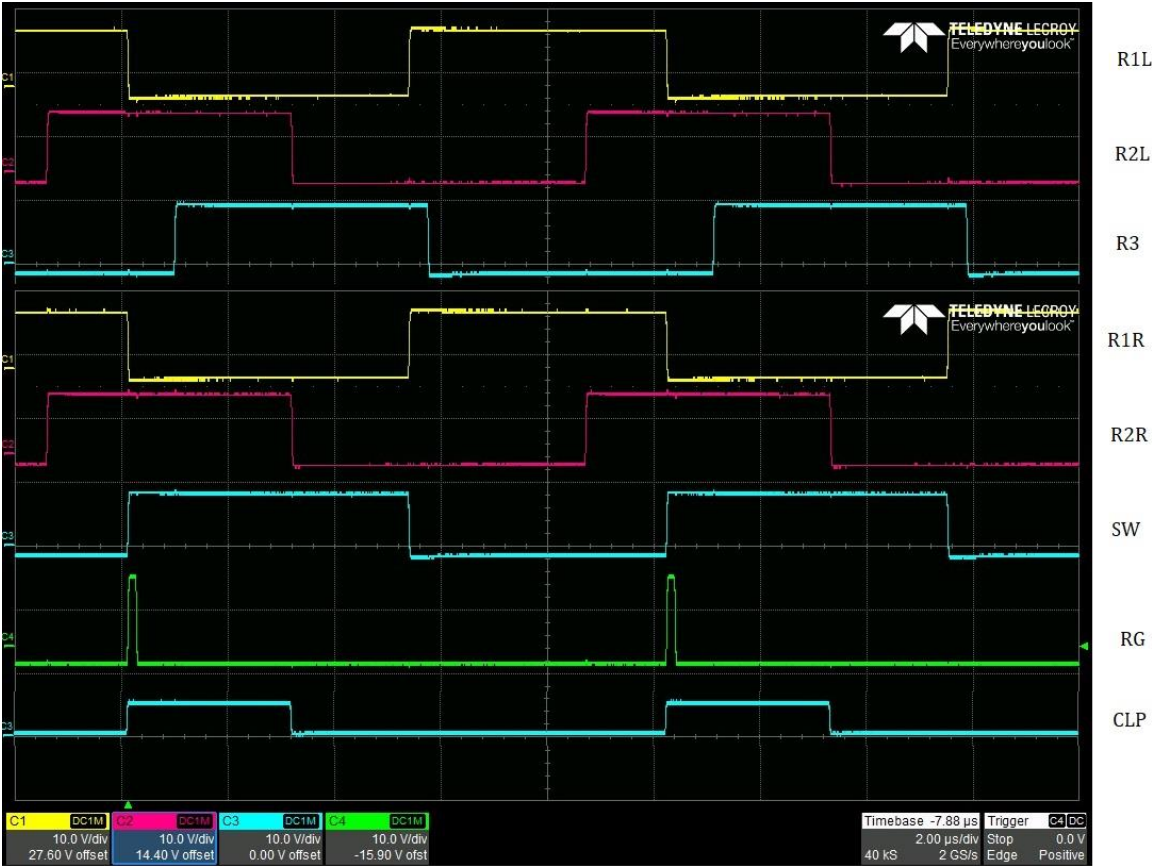 TELEDYNE LECROY
Everywhereyoulook™
R1L
C1
R2L
C2
R3
C3
TELEDYNE LECROY
Everywhereyoulook™
R1R
C1
R2R
C2
SW
C3
RG
C4
CLP
C3
C1 DC1M C2 DC1M C3 DC1M C4 DC1M Timebase -7.88 µs Trigger C4 DC
10.0 V/div 10.0 V/div 10.0 V/div 10.0 V/div 2.00 µs/div Stop 0.0 V
27.60 V offset 14.40 V offset 0.00 V offset -15.90 V ofst 40 kS 2 GS/s Edge Positive